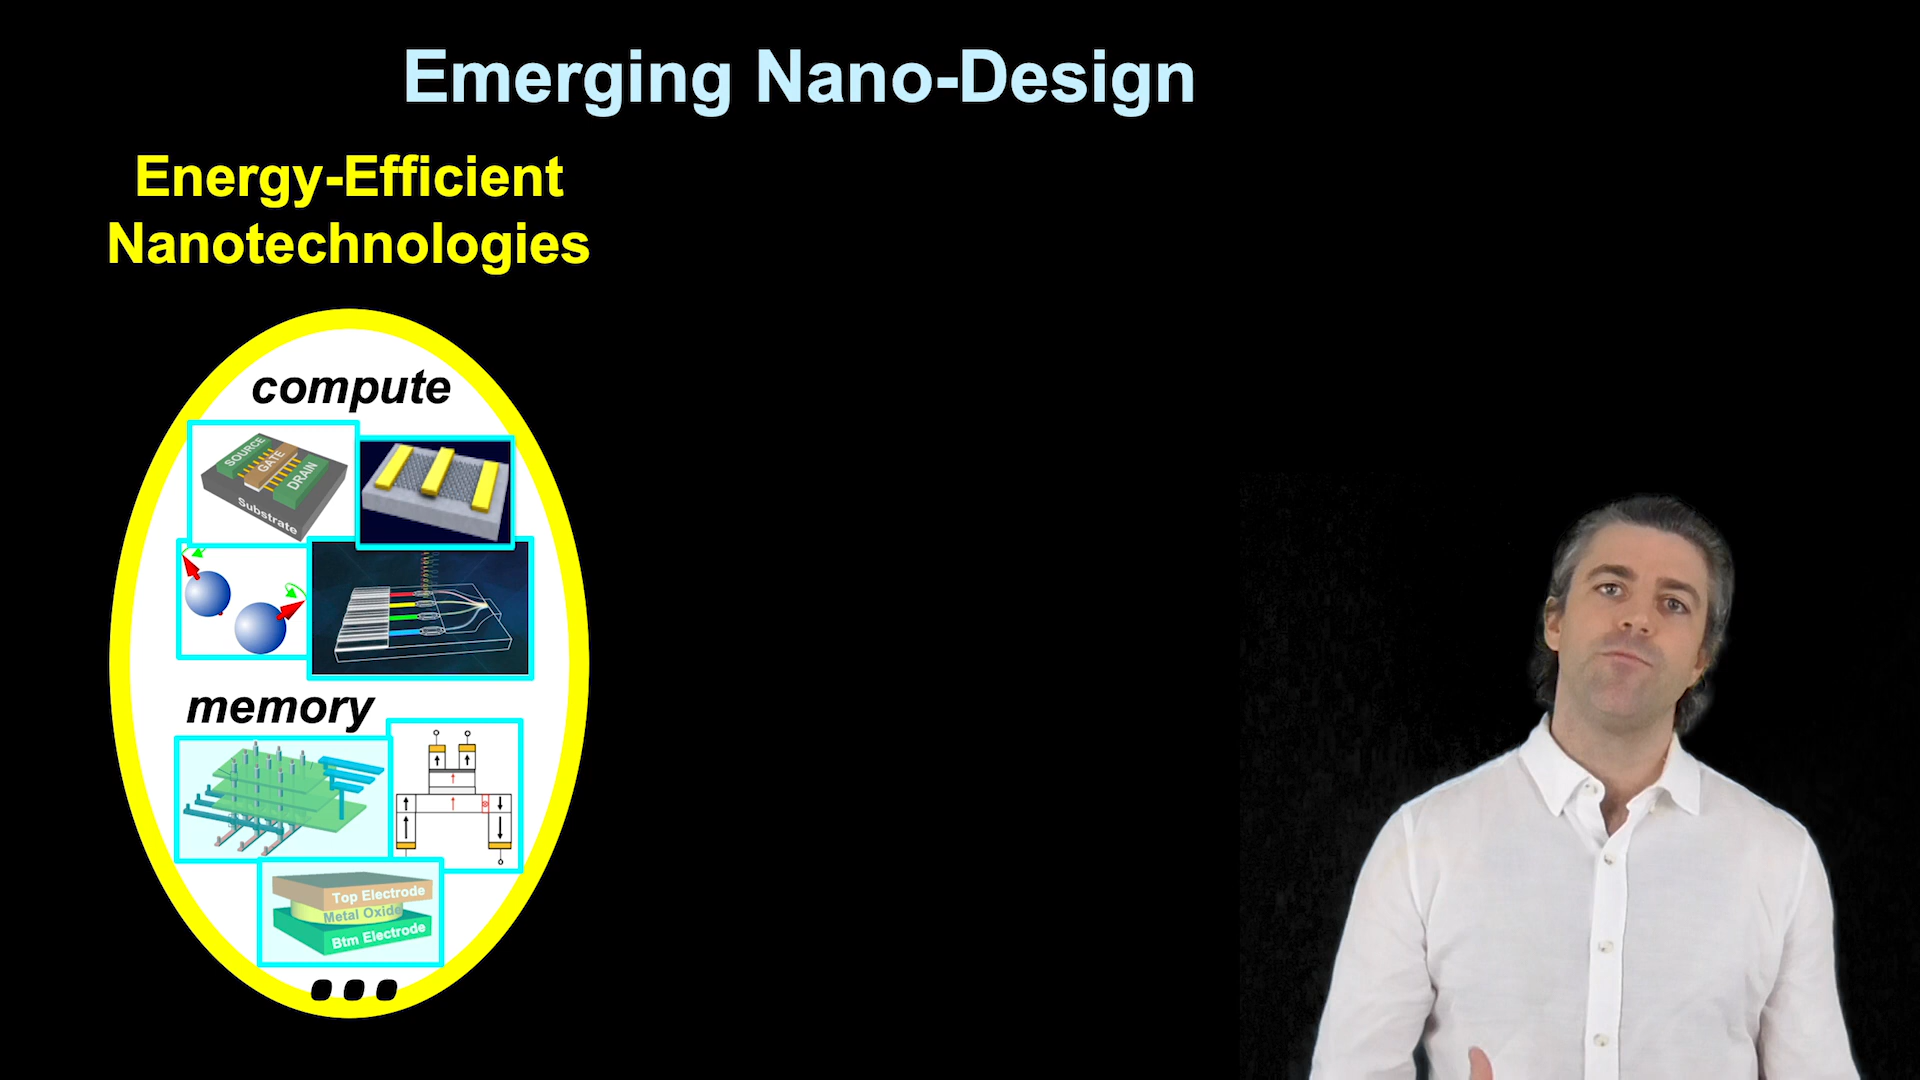 Emerging Nano-Design
Energy-Efficient
Nanotechnologies
compute
SOURCE
GATE
DRAIN
Substrate
memory
Top Electrode
Metal Oxide
Btm Electrode
...